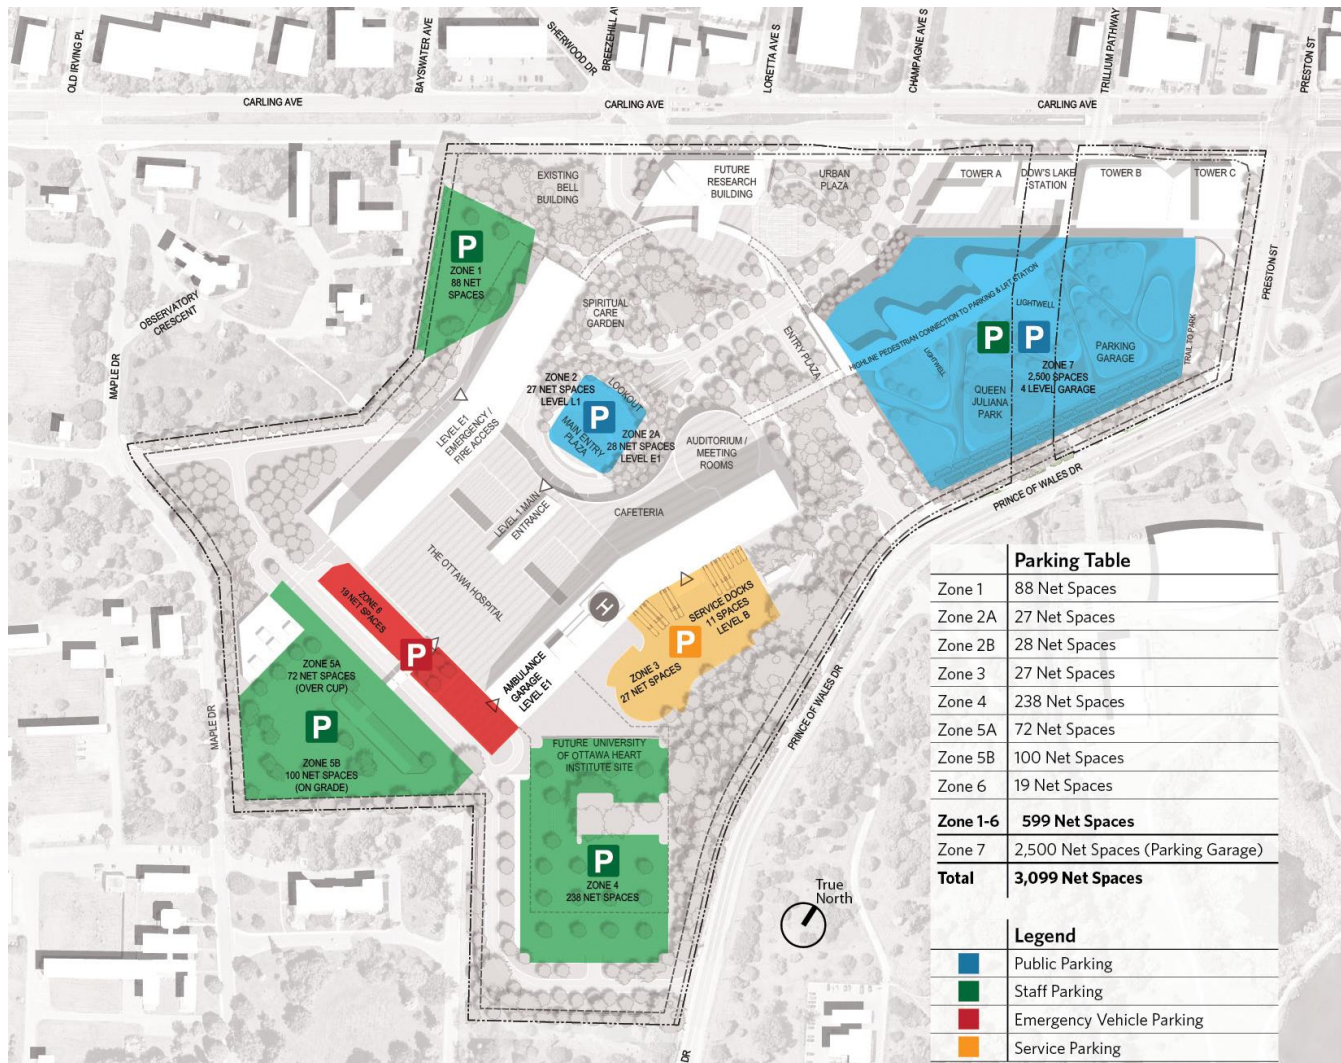 OLD IRVING PL
BAYSWATER AVE
SHERWOOD DR
BREEZEHILL AV
LORETTA AVE S
CHAMPAGNE AVE S
TRILLIUM PATHWAY
PRESTON ST
CARLING AVE
CARLING AVE
CARLING AVE
EXISTING
BELL
BUILDING
FUTURE
RESEARCH
BUILDING
URBAN
PLAZA
TOWER A
DOW'S LAKE
STATION
TOWER B
TOWER C
P
ZONE 1
88 NET
SPACES
OBSERVATORY
CRESCENT
MAPLE DR
SPIRITUAL
CARE
GARDEN
ENTRY PLAZA
HIGHLINE PEDESTRIAN CONNECTION TO PARKING & LRT STATION
LIGHTWELL
LIGHTWELL
P
P
PARKING
GARAGE
ZONE 7
2,500 SPACES
4 LEVEL GARAGE
QUEEN
JULIANA
PARK
TRAIL TO PARK
PRESTON ST
PRINCE OF WALES DR
ZONE 2
27 NET SPACES
LEVEL L1
LOOKOUT
P
MAIN ENTRY
PLAZA
ZONE 2A
28 NET SPACES
LEVEL E1
LEVEL E1
EMERGENCY /
FIRE ACCESS
AUDITORIUM /
MEETING
ROOMS
LEVEL 1 MAIN
ENTRANCE
CAFETERIA
THE OTTAWA HOSPITAL
H
SERVICE DOCKS
11 SPACES
LEVEL B
P
ZONE 3
27 NET SPACES
ZONE 6
19 NET SPACES
P
AMBULANCE
GARAGE
LEVEL E1
ZONE 5A
72 NET SPACES
(OVER CUP)
P
ZONE 5B
100 NET SPACES
(ON GRADE)
MAPLE DR
PRINCE OF WALES DR
FUTURE UNIVERSITY
OF OTTAWA HEART
INSTITUTE SITE
P
ZONE 4
238 NET SPACES
True
North
DR
Parking Table
Zone 1 88 Net Spaces
Zone 2A 27 Net Spaces
Zone 2B 28 Net Spaces
Zone 3 27 Net Spaces
Zone 4 238 Net Spaces
Zone 5A 72 Net Spaces
Zone 5B 100 Net Spaces
Zone 6 19 Net Spaces
Zone 1-6 599 Net Spaces
Zone 7 2,500 Net Spaces (Parking Garage)
Total 3,099 Net Spaces
Legend
Public Parking
Staff Parking
Emergency Vehicle Parking
Service Parking